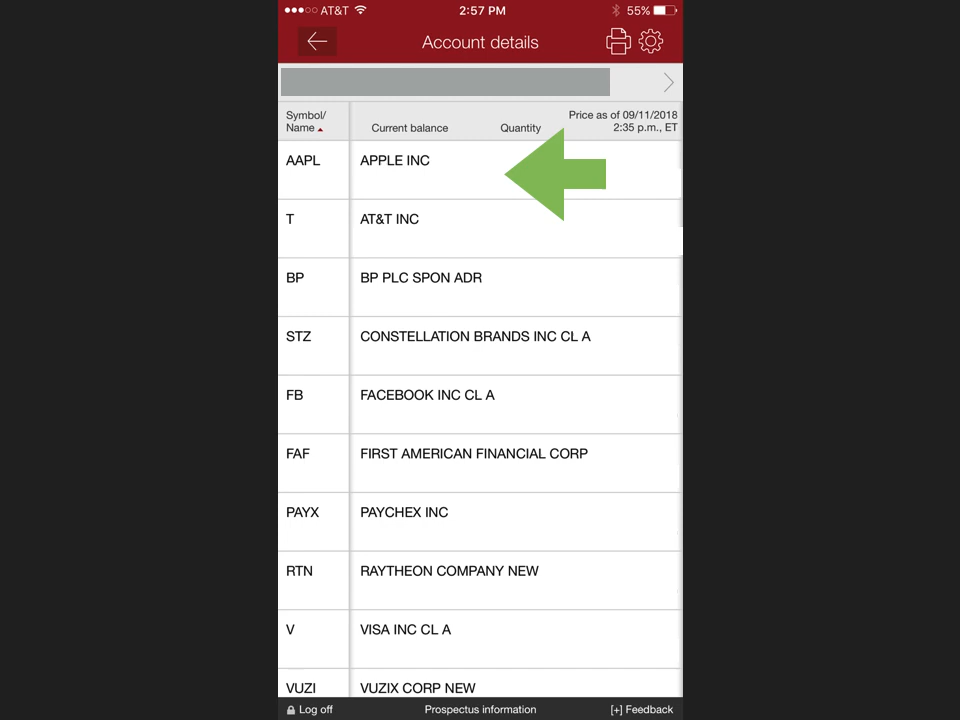 AT&T 2:57 PM 55%
Account details
Symbol/
Name Current balance Quantity Price as of 09/11/2018
2:35 p.m., ET
AAPL APPLE INC
T AT&T INC
BP BP PLC SPON ADR
STZ CONSTELLATION BRANDS INC CL A
FB FACEBOOK INC CL A
FAF FIRST AMERICAN FINANCIAL CORP
PAYX PAYCHEX INC
RTN RAYTHEON COMPANY NEW
V VISA INC CL A
VUZI VUZIX CORP NEW
Log off Prospectus information [+] Feedback